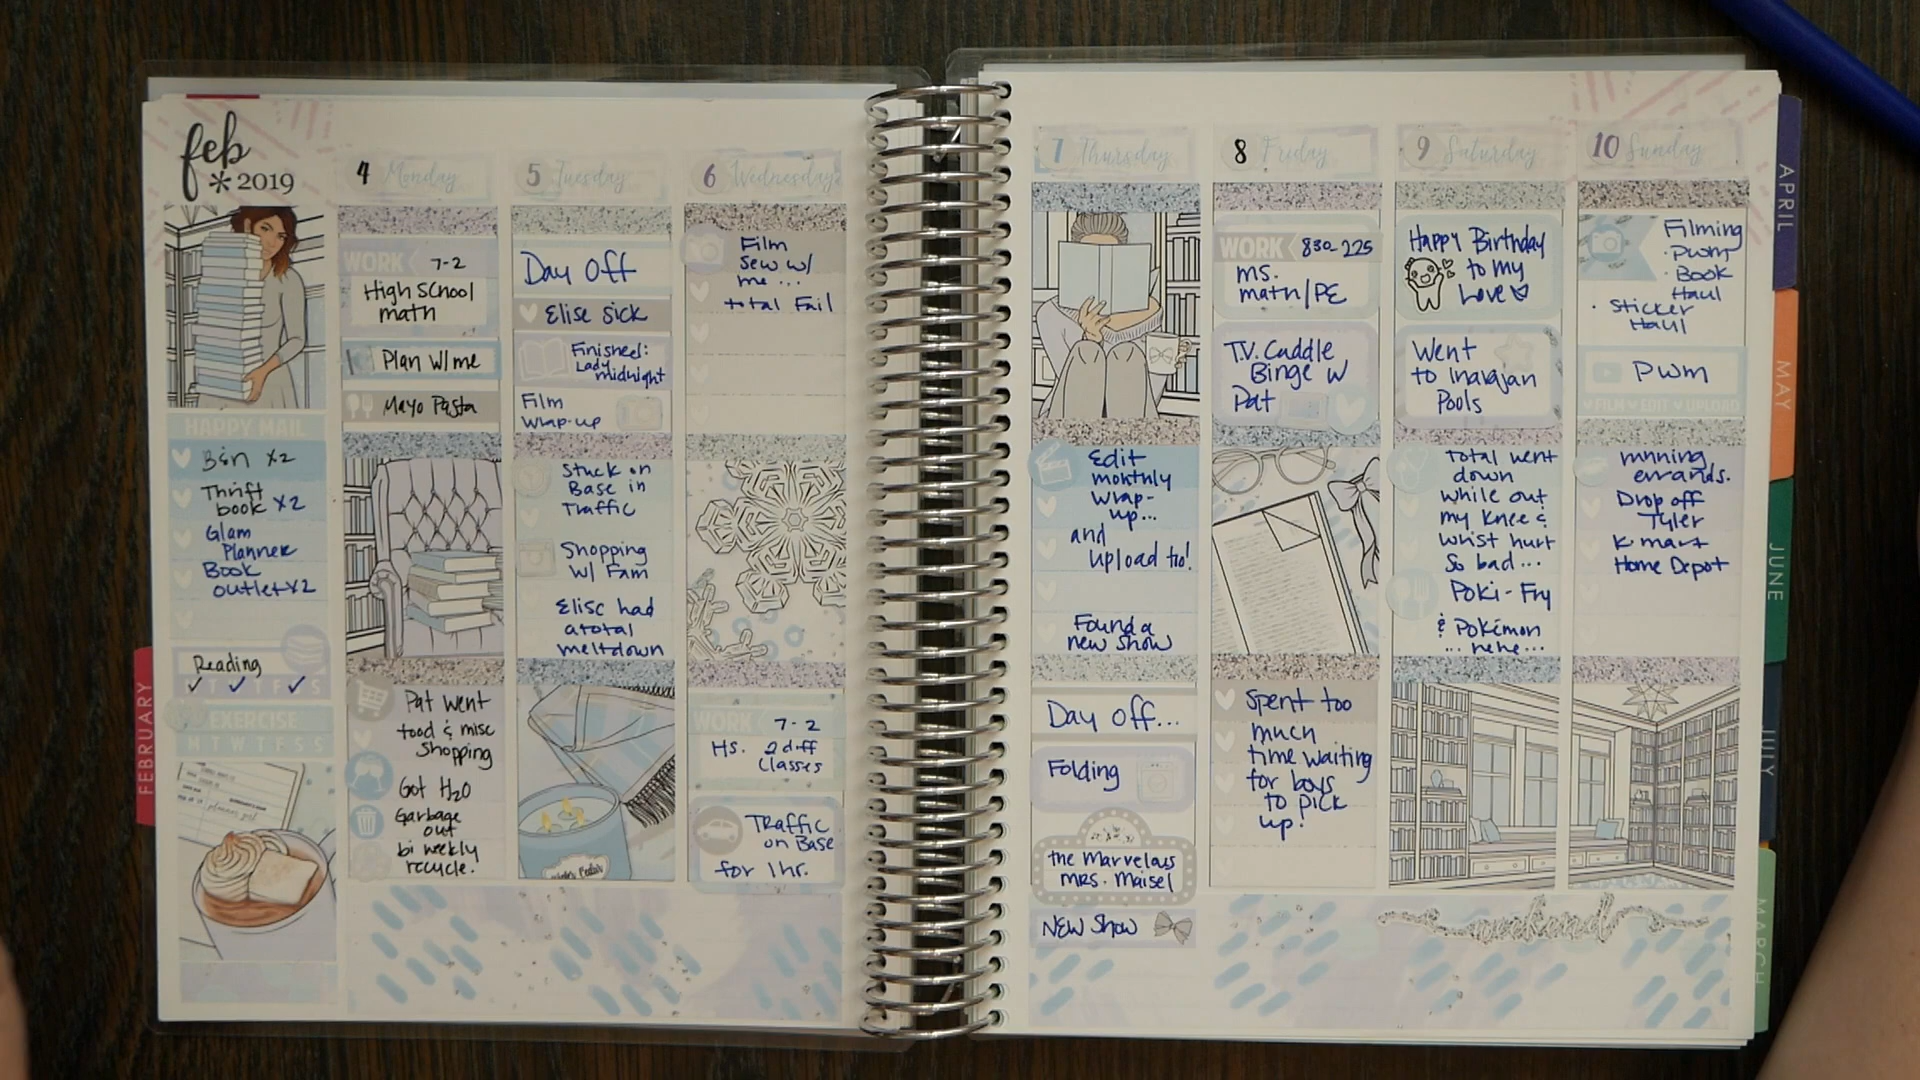 feb
* 2019
HAPPY MAIL
B&N x2
Thrift
book x2
Glam
Planner
Book
outlet x2
Reading
M T W T F S S
EXERCISE
M T W T F S S
4 Monday
WORK 7-2
High School
math
Plan w/me
Mayo Pasta
Pat went
food & misc
shopping
Got H2O
Garbage
out
bi weekly
recycle.
5 Tuesday
Day Off
Elise sick
Finished:
Lady
midnight
Film
Wrap-up
Stuck on
Base in
Traffic
Shopping
w/ Fam
Elise had
a total
meltdown
6 Wednesday
Film
Sew w/
me...
total Fail
WORK 7-2
Hs. 2 diff
Classes
Traffic
on Base
for 1 hr.
7 Thursday
Edit
monthly
wrap-
up...
and
upload too!
Found a
new show
Day off...
Folding
the Marvelous
Mrs. Maisel
NEW Show
8 Friday
WORK 830-225
ms.
math/PE
T.V. Cuddle
Binge w
Pat
Spent too
much
time waiting
for boys
to pick
up!
9 Saturday
Happy Birthday
to my
Love
Went
to Inarajan
Pools
Total went
down
while out
my knee &
wrist hurt
so bad...
Poki-Fry
& Pokemon
... hehe...
weekend
10 Sunday
Filming
· Pwm
· Book
Haul
· Sticker
Haul
Pwm
FILM ♥ EDIT ♥ UPLOAD
running
errands.
Drop off
Tyler
K-mart
Home Depot
FEBRUARY
APRIL
MAY
JUNE
JULY
MARCH